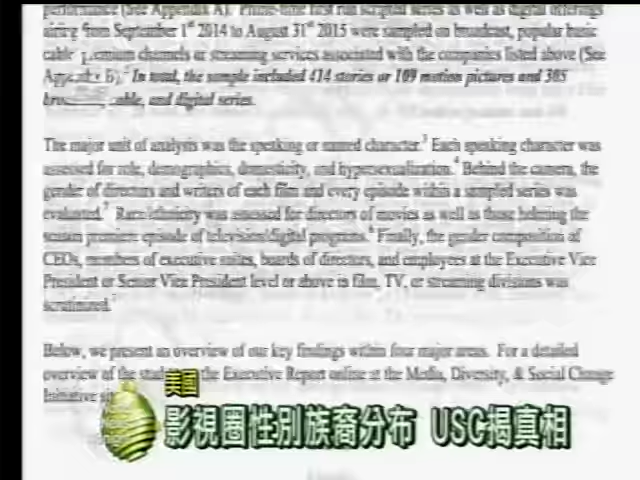 performance (See Appendix A). Prime-time first run scripted series as well as digital offerings
airing from September 1st 2014 to August 31st 2015 were sampled on broadcast, popular basic
cable, premium channels or streaming services associated with the companies listed above (See
Appendix B). In total, the sample included 414 stories or 109 motion pictures and 305
broadcast, cable, and digital series.
The major unit of analysis was the speaking or named character.3 Each speaking character was
assessed for role, demographics, domesticity, and hypersexualization.4 Behind the camera, the
gender of directors and writers of each film and every episode within a sampled series was
evaluated. Race/ethnicity was assessed for directors of movies as well as those helming the
season premiere episode of television/digital programs. Finally, the gender composition of
CEOs, members of executive suites, boards of directors, and employees at the Executive Vice
President or Senior Vice President level or above in film, TV, or streaming divisions was
scrutinized.
Below, we present an overview of our key findings within four major areas. For a detailed
overview of the study, the Executive Report online at the Media, Diversity, & Social Change
Initiative
美國
影視圈性別族裔分布 USC揭真相